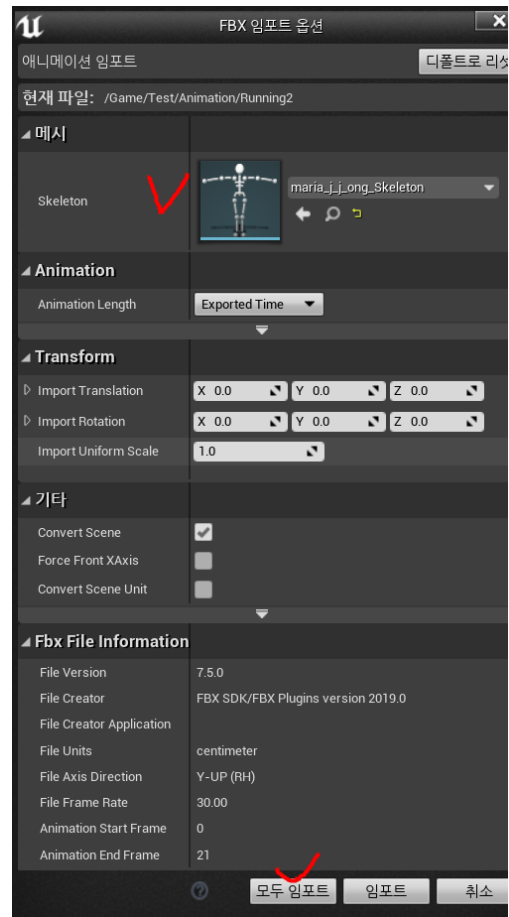 FBX 임포트 옵션
애니메이션 임포트
디폴트로 리셋
현재 파일: /Game/Test/Animation/Running2
메시
Skeleton
maria_j_j_ong_Skeleton
Animation
Animation Length Exported Time
Transform
Import Translation X 0.0 Y 0.0 Z 0.0
Import Rotation X 0.0 Y 0.0 Z 0.0
Import Uniform Scale 1.0
기타
Convert Scene
Force Front XAxis
Convert Scene Unit
Fbx File Information
File Version 7.5.0
File Creator FBX SDK/FBX Plugins version 2019.0
File Creator Application
File Units centimeter
File Axis Direction Y-UP (RH)
File Frame Rate 30.00
Animation Start Frame 0
Animation End Frame 21
모두 임포트 임포트 취소